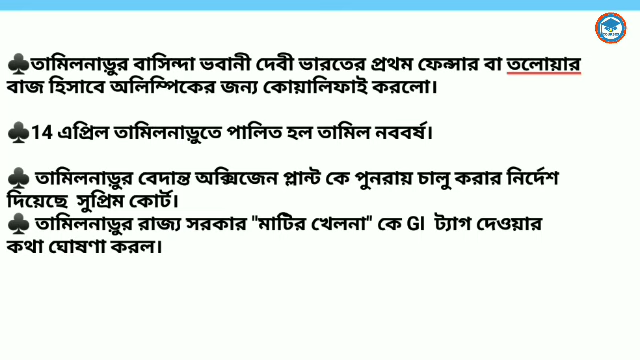 ♣তামিলনাড়ুর বাসিন্দা ভবানী দেবী ভারতের প্রথম ফেন্সার বা তলোয়ার
বাজ হিসাবে অলিম্পিকের জন্য কোয়ালিফাই করলো।
♣14 এপ্রিল তামিলনাড়ুতে পালিত হল তামিল নববর্ষ।
♣ তামিলনাড়ুর বেদান্ত অক্সিজেন প্লান্ট কে পুনরায় চালু করার নির্দেশ
দিয়েছে সুপ্রিম কোর্ট।
♣ তামিলনাড়ুর রাজ্য সরকার "মাটির খেলনা" কে GI ট্যাগ দেওয়ার
কথা ঘোষণা করল।